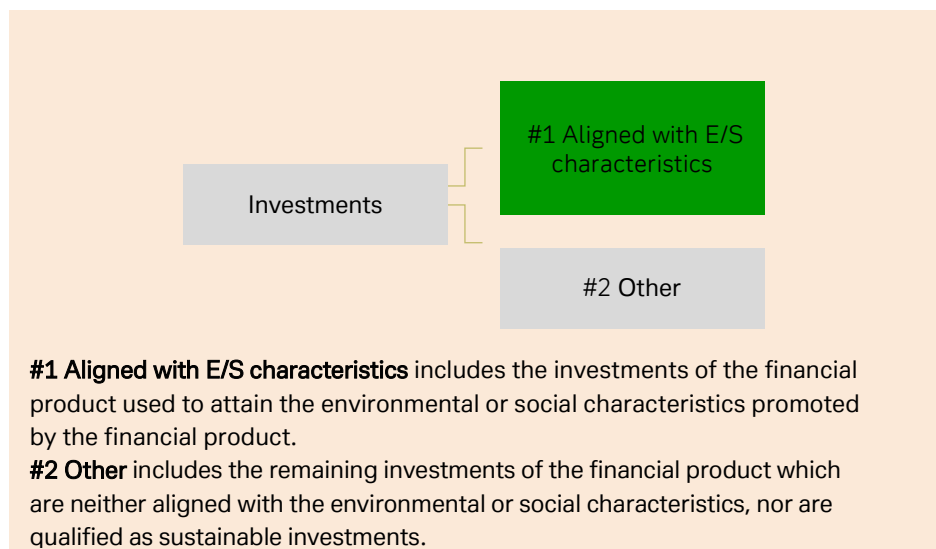 #1 Aligned with E/S
characteristics
Investments
#2 Other
#1 Aligned with E/S characteristics includes the investments of the financial
product used to attain the environmental or social characteristics promoted
by the financial product.
#2 Other includes the remaining investments of the financial product which
are neither aligned with the environmental or social characteristics, nor are
qualified as sustainable investments.